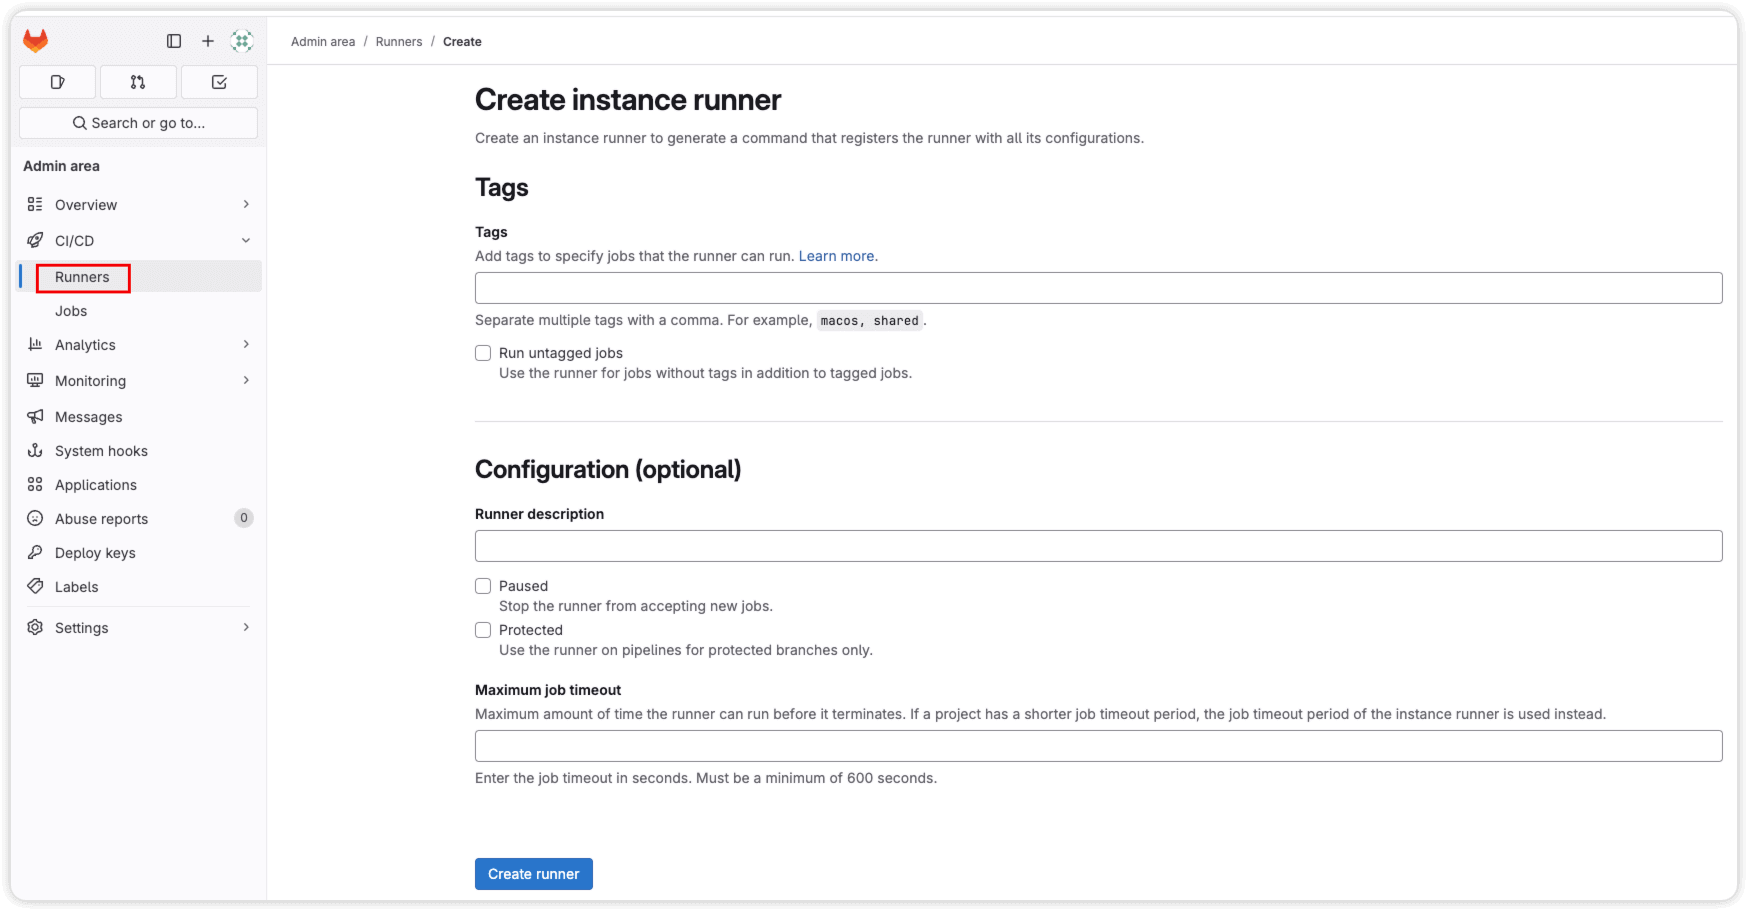 Admin area / Runners / Create
Search or go to...
Admin area
Overview
CI/CD
Runners
Jobs
Analytics
Monitoring
Messages
System hooks
Applications
Abuse reports 0
Deploy keys
Labels
Settings
Create instance runner
Create an instance runner to generate a command that registers the runner with all its configurations.
Tags
Tags
Add tags to specify jobs that the runner can run. Learn more.
Separate multiple tags with a comma. For example, macos, shared.
Run untagged jobs
Use the runner for jobs without tags in addition to tagged jobs.
Configuration (optional)
Runner description
Paused
Stop the runner from accepting new jobs.
Protected
Use the runner on pipelines for protected branches only.
Maximum job timeout
Maximum amount of time the runner can run before it terminates. If a project has a shorter job timeout period, the job timeout period of the instance runner is used instead.
Enter the job timeout in seconds. Must be a minimum of 600 seconds.
Create runner